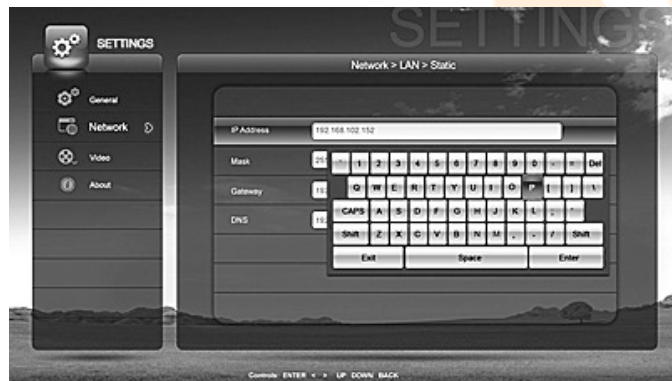 SETTINGS
SETTINGS
Network > LAN > Static
General
Network
Video
About
IP Address 192.168.102.152
Mask
Gateway
DNS
` 1 2 3 4 5 6 7 8 9 0 - = Del
Q W E R T Y U I O P [ ] \
CAPS A S D F G H J K L ; '
Shift Z X C V B N M , . / Shift
Exit Space Enter
Controls: ENTER < > UP DOWN BACK